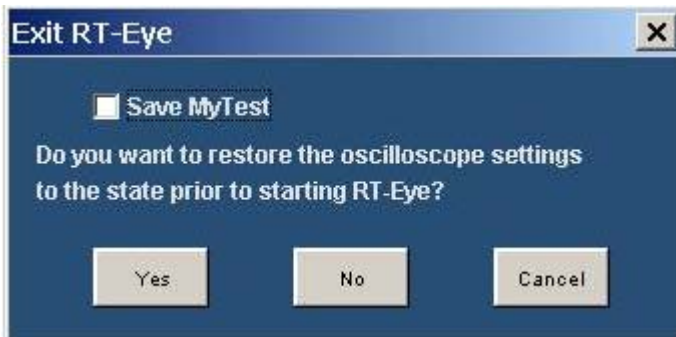 Exit RT-Eye
Save MyTest
Do you want to restore the oscilloscope settings
to the state prior to starting RT-Eye?
Yes No Cancel